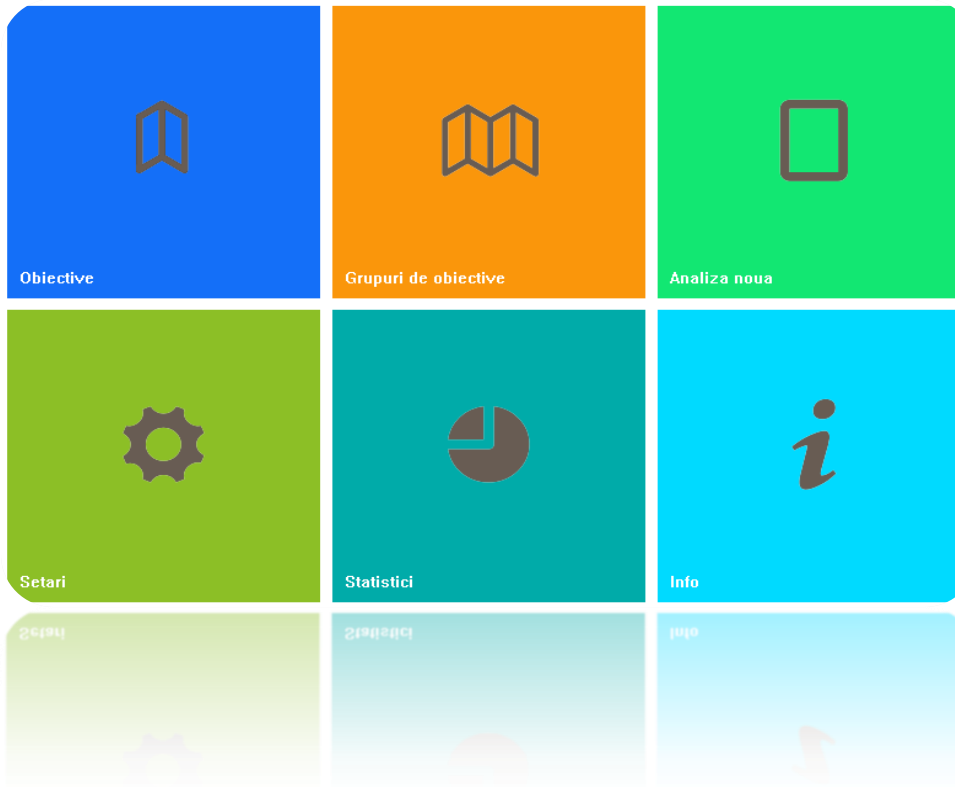 Obiective
Grupuri de obiective
Analiza noua
Setari
Statistici
Info